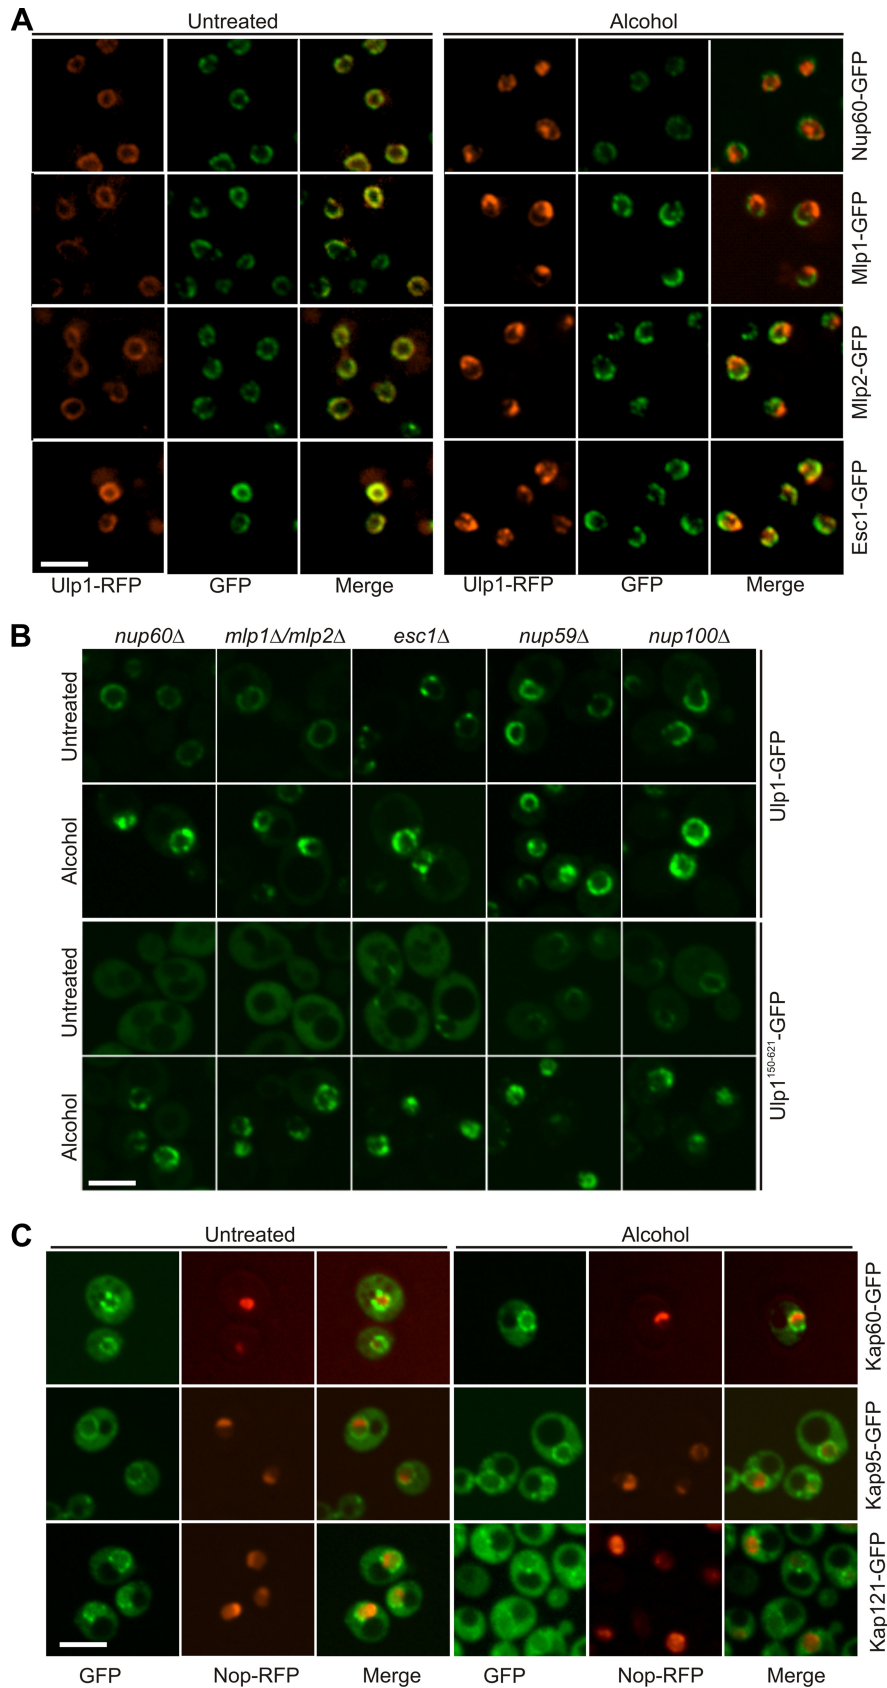 A
Untreated Alcohol
Nup60-GFP
Mlp1-GFP
Mlp2-GFP
Esc1-GFP
Ulp1-RFP GFP Merge Ulp1-RFP GFP Merge
B
nup60Δ mlp1Δ/mlp2Δ esc1Δ nup59Δ nup100Δ
Untreated
Alcohol
Ulp1-GFP
Untreated
Alcohol
Ulp1150-621-GFP
C
Untreated Alcohol
Kap60-GFP
Kap95-GFP
Kap121-GFP
GFP Nop-RFP Merge GFP Nop-RFP Merge